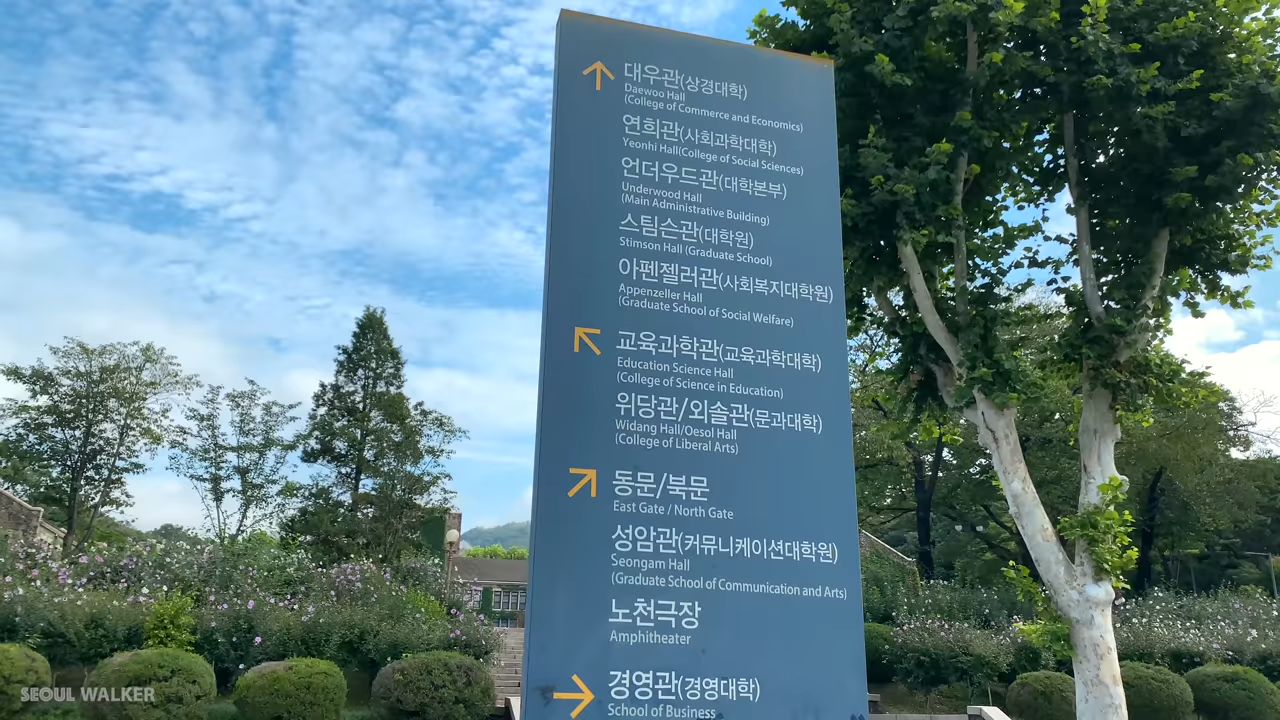 대우관(상경대학)
Daewoo Hall
(College of Commerce and Economics)
연희관(사회과학대학)
Yeonhi Hall(College of Social Sciences)
언더우드관(대학본부)
Underwood Hall
(Main Administrative Building)
스팀슨관(대학원)
Stimson Hall (Graduate School)
아펜젤러관(사회복지대학원)
Appenzeller Hall
(Graduate School of Social Welfare)
교육과학관(교육과학대학)
Education Science Hall
(College of Science in Education)
위당관/외솔관(문과대학)
Widang Hall/Oesol Hall
(College of Liberal Arts)
동문/북문
East Gate / North Gate
성암관(커뮤니케이션대학원)
Seongam Hall
(Graduate School of Communication and Arts)
노천극장
Amphitheater
경영관(경영대학)
School of Business
SEOUL WALKER